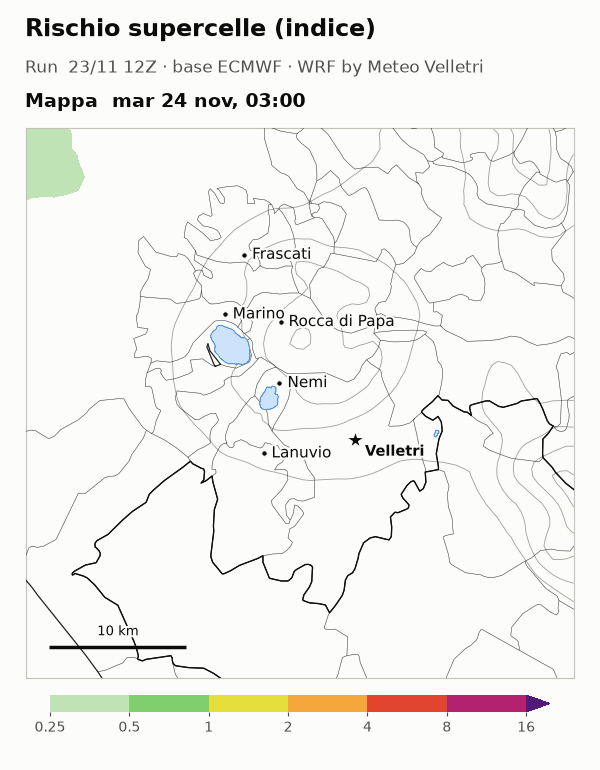 Rischio supercelle (indice)
Run  23/11 12Z · base ECMWF · WRF by Meteo Velletri
Mappa  mar 24 nov, 03:00
Frascati
Marino
Rocca di Papa
Nemi
Velletri
Lanuvio
10 km
0.25 0.5 1 2 4 8 16